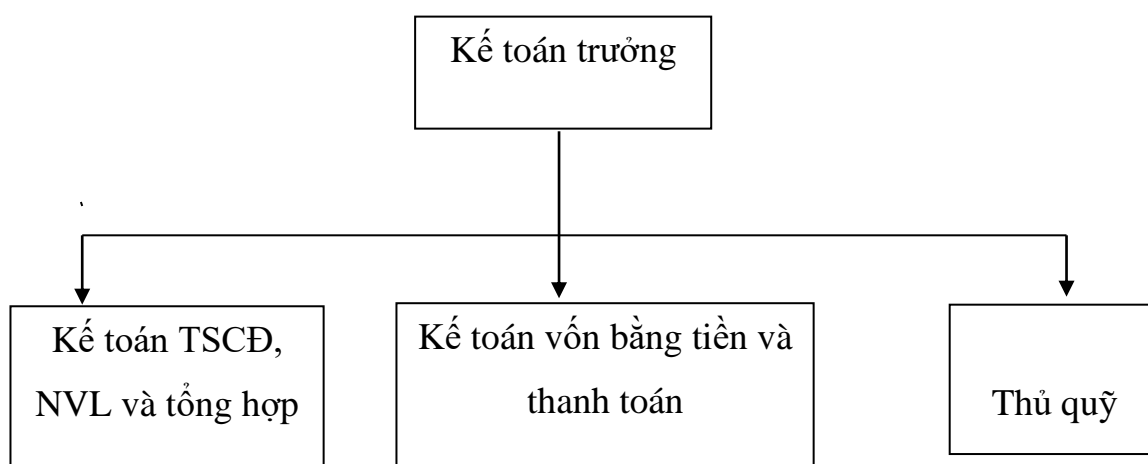 Kế toán trưởng
Kế toán TSCĐ,
NVL và tổng hợp
Kế toán vốn bằng tiền và
thanh toán
Thủ quỹ